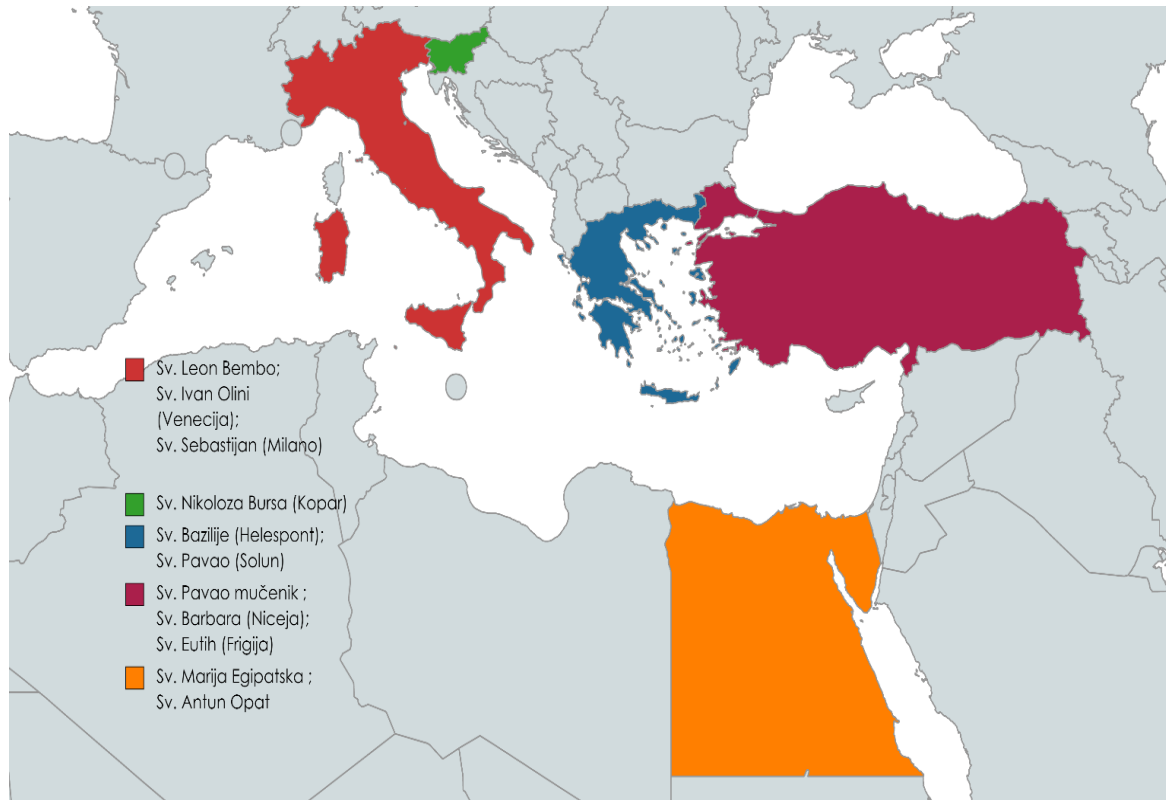 Sv. Leon Bembo;
Sv. Ivan Olini
(Venecija);
Sv. Sebastijan (Milano)
Sv. Nikoloza Bursa (Kopar)
Sv. Bazilije (Helespont);
Sv. Pavao (Solun)
Sv. Pavao mučenik ;
Sv. Barbara (Niceja);
Sv. Eutih (Frigija)
Sv. Marija Egipatska ;
Sv. Antun Opat